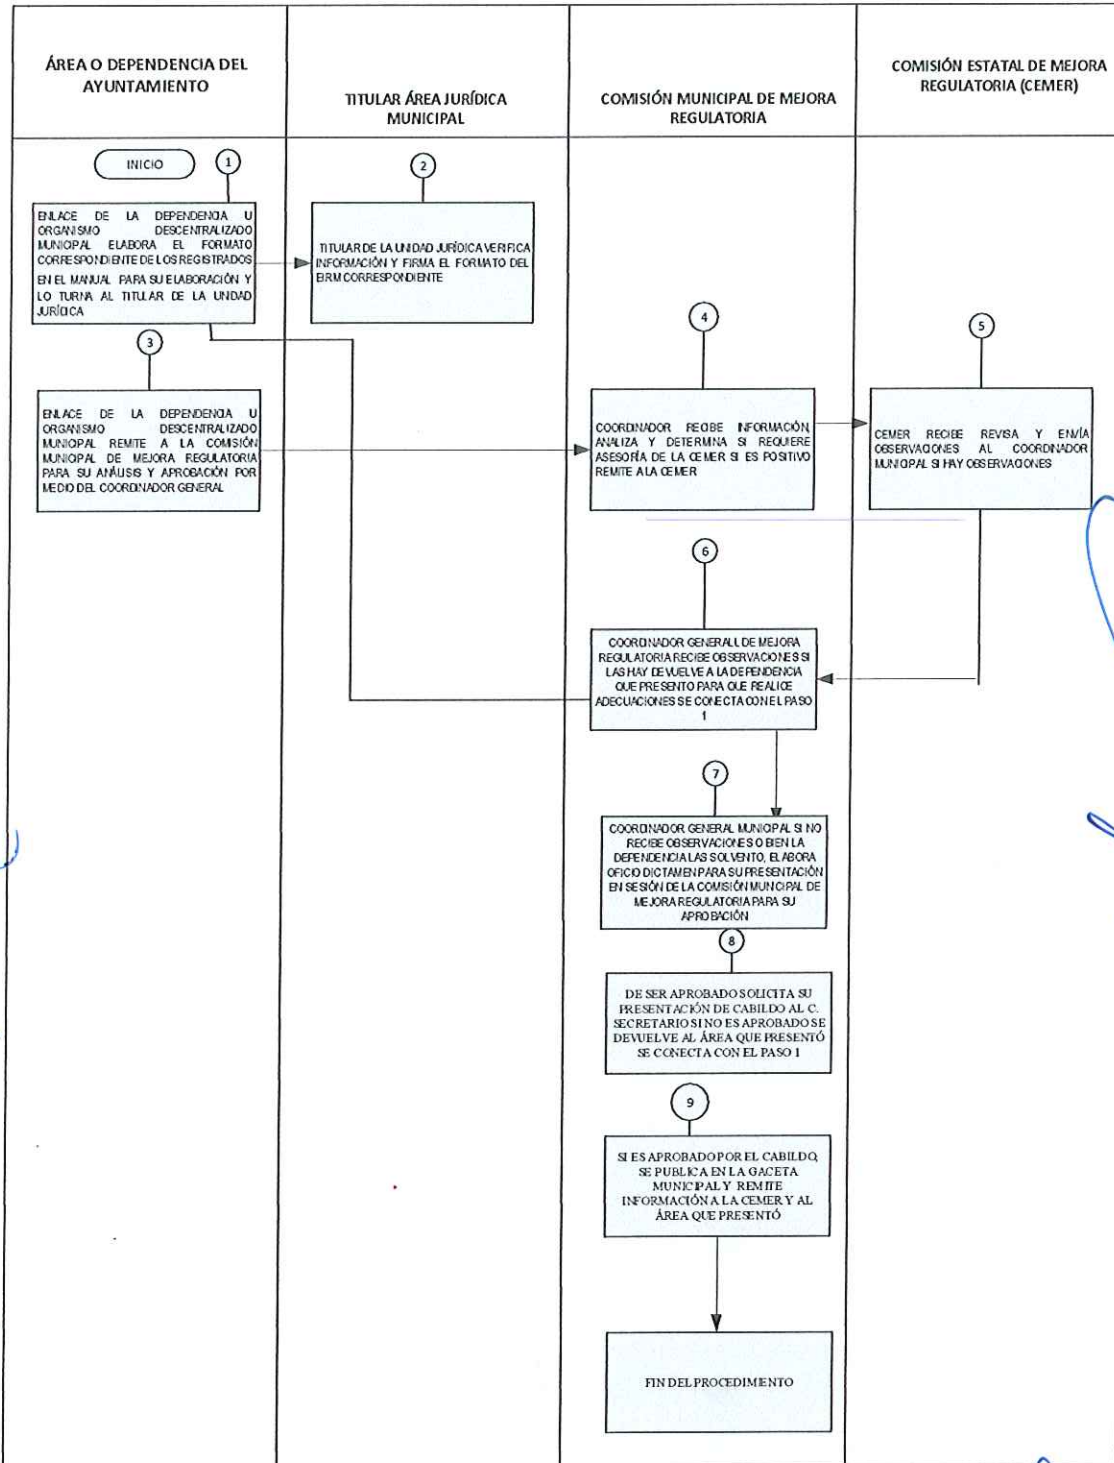 ÁREA O DEPENDENCIA DEL
AYUNTAMIENTO
TITULAR ÁREA JURÍDICA
MUNICIPAL
COMISIÓN MUNICIPAL DE MEJORA
REGULATORIA
COMISIÓN ESTATAL DE MEJORA
REGULATORIA (CEMER)
INICIO
1
ENLACE DE LA DEPENDENCIA U
ORGANISMO DESCENTRALIZADO
MUNICIPAL ELABORA EL FORMATO
CORRESPONDIENTE DE LOS REGISTRADOS
EN EL MANUAL PARA SU ELABORACIÓN Y
LO TURNA AL TITULAR DE LA UNIDAD
JURÍDICA
2
TITULAR DE LA UNIDAD JURÍDICA VERIFICA
INFORMACIÓN Y FIRMA EL FORMATO DEL
EIRM CORRESPONDIENTE
3
ENLACE DE LA DEPENDENCIA U
ORGANISMO DESCENTRALIZADO
MUNICIPAL REMITE A LA COMISIÓN
MUNICIPAL DE MEJORA REGULATORIA
PARA SU ANÁLISIS Y APROBACIÓN POR
MEDIO DEL COORDINADOR GENERAL
4
COORDINADOR RECIBE INFORMACIÓN,
ANALIZA Y DETERMINA SI REQUIERE
ASESORÍA DE LA CEMER SI ES POSITIVO
REMITE A LA CEMER
5
CEMER RECIBE REVISA Y ENVÍA
OBSERVACIONES AL COORDINADOR
MUNICIPAL SI HAY OBSERVACIONES
6
COORDINADOR GENERALL DE MEJORA
REGULATORIA RECIBE OBSERVACIONES SI
LAS HAY DEVUELVE A LA DEPENDENCIA
QUE PRESENTO PARA QUE REALICE
ADECUACIONES SE CONECTA CON EL PASO
1
7
COORDINADOR GENERAL MUNICIPAL SI NO
RECIBE OBSERVACIONES O BIEN LA
DEPENDENCIA LAS SOLVENTO, ELABORA
OFICIO DICTAMEN PARA SU PRESENTACIÓN
EN SESIÓN DE LA COMISIÓN MUNICIPAL DE
MEJORA REGULATORIA PARA SU
APROBACIÓN
8
DE SER APROBADO SOLICITA SU
PRESENTACIÓN DE CABILDO AL C.
SECRETARIO SI NO ES APROBADO SE
DEVUELVE AL ÁREA QUE PRESENTÓ
SE CONECTA CON EL PASO 1
9
SI ES APROBADO POR EL CABILDO,
SE PUBLICA EN LA GACETA
MUNICIPAL Y REMITE
INFORMACIÓN A LA CEMER Y AL
ÁREA QUE PRESENTÓ
FIN DEL PROCEDIMIENTO